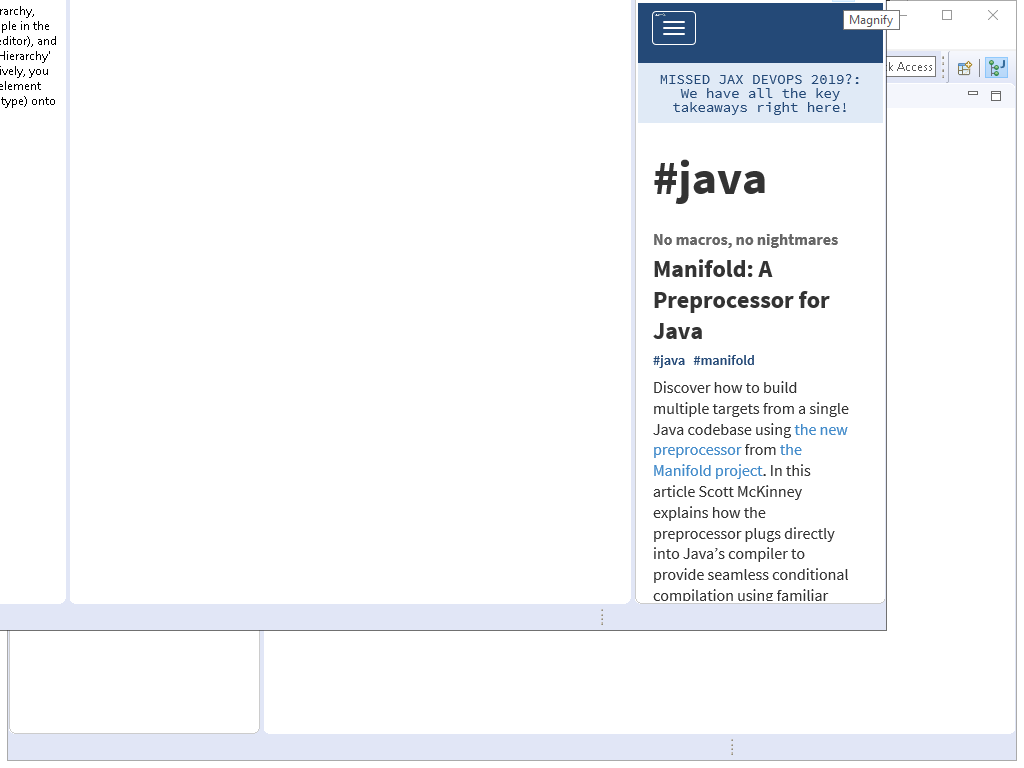 rarchy,
ple in the
editor), and
Hierarchy'
ively, you
element
type) onto
Magnify
k Access
MISSED JAX DEVOPS 2019?:
We have all the key
takeaways right here!
#java
No macros, no nightmares
Manifold: A
Preprocessor for
Java
#java #manifold
Discover how to build
multiple targets from a single
Java codebase using the new
preprocessor from the
Manifold project. In this
article Scott McKinney
explains how the
preprocessor plugs directly
into Java’s compiler to
provide seamless conditional
compilation using familiar